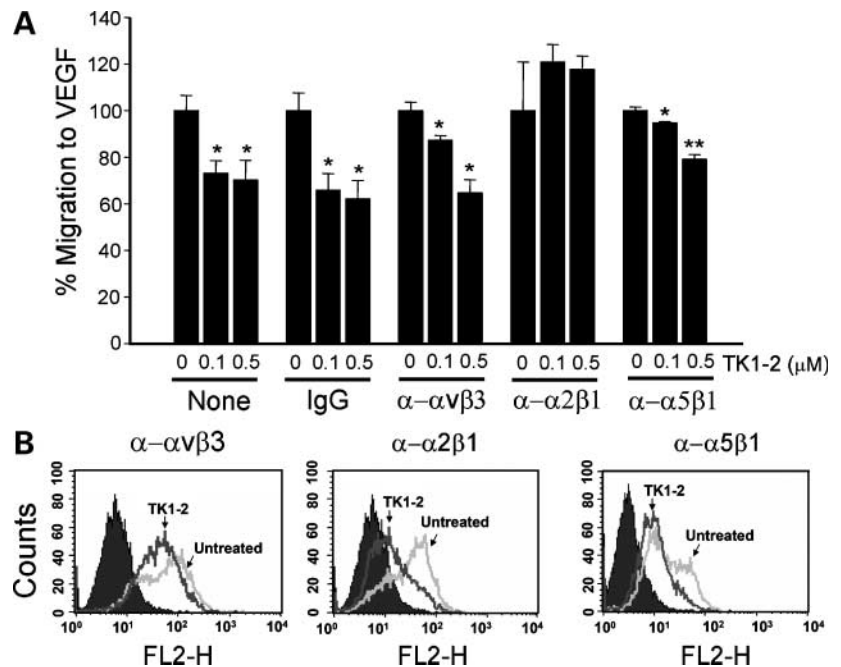 A
% Migration to VEGF
140
120
100
80
60
40
20
0
* *
* *
* *
* **
0 0.1 0.5 0 0.1 0.5 0 0.1 0.5 0 0.1 0.5 0 0.1 0.5 TK1-2 (μM)
None IgG α-αvβ3 α-α2β1 α-α5β1
B
α-αvβ3 α-α2β1 α-α5β1
Counts
100
80
60
40
20
0
TK1-2
Untreated
10⁰ 10¹ 10² 10³ 10⁴
FL2-H
100
80
60
40
20
0
TK1-2
Untreated
10⁰ 10¹ 10² 10³ 10⁴
FL2-H
100
80
60
40
20
0
TK1-2
Untreated
10⁰ 10¹ 10² 10³ 10⁴
FL2-H